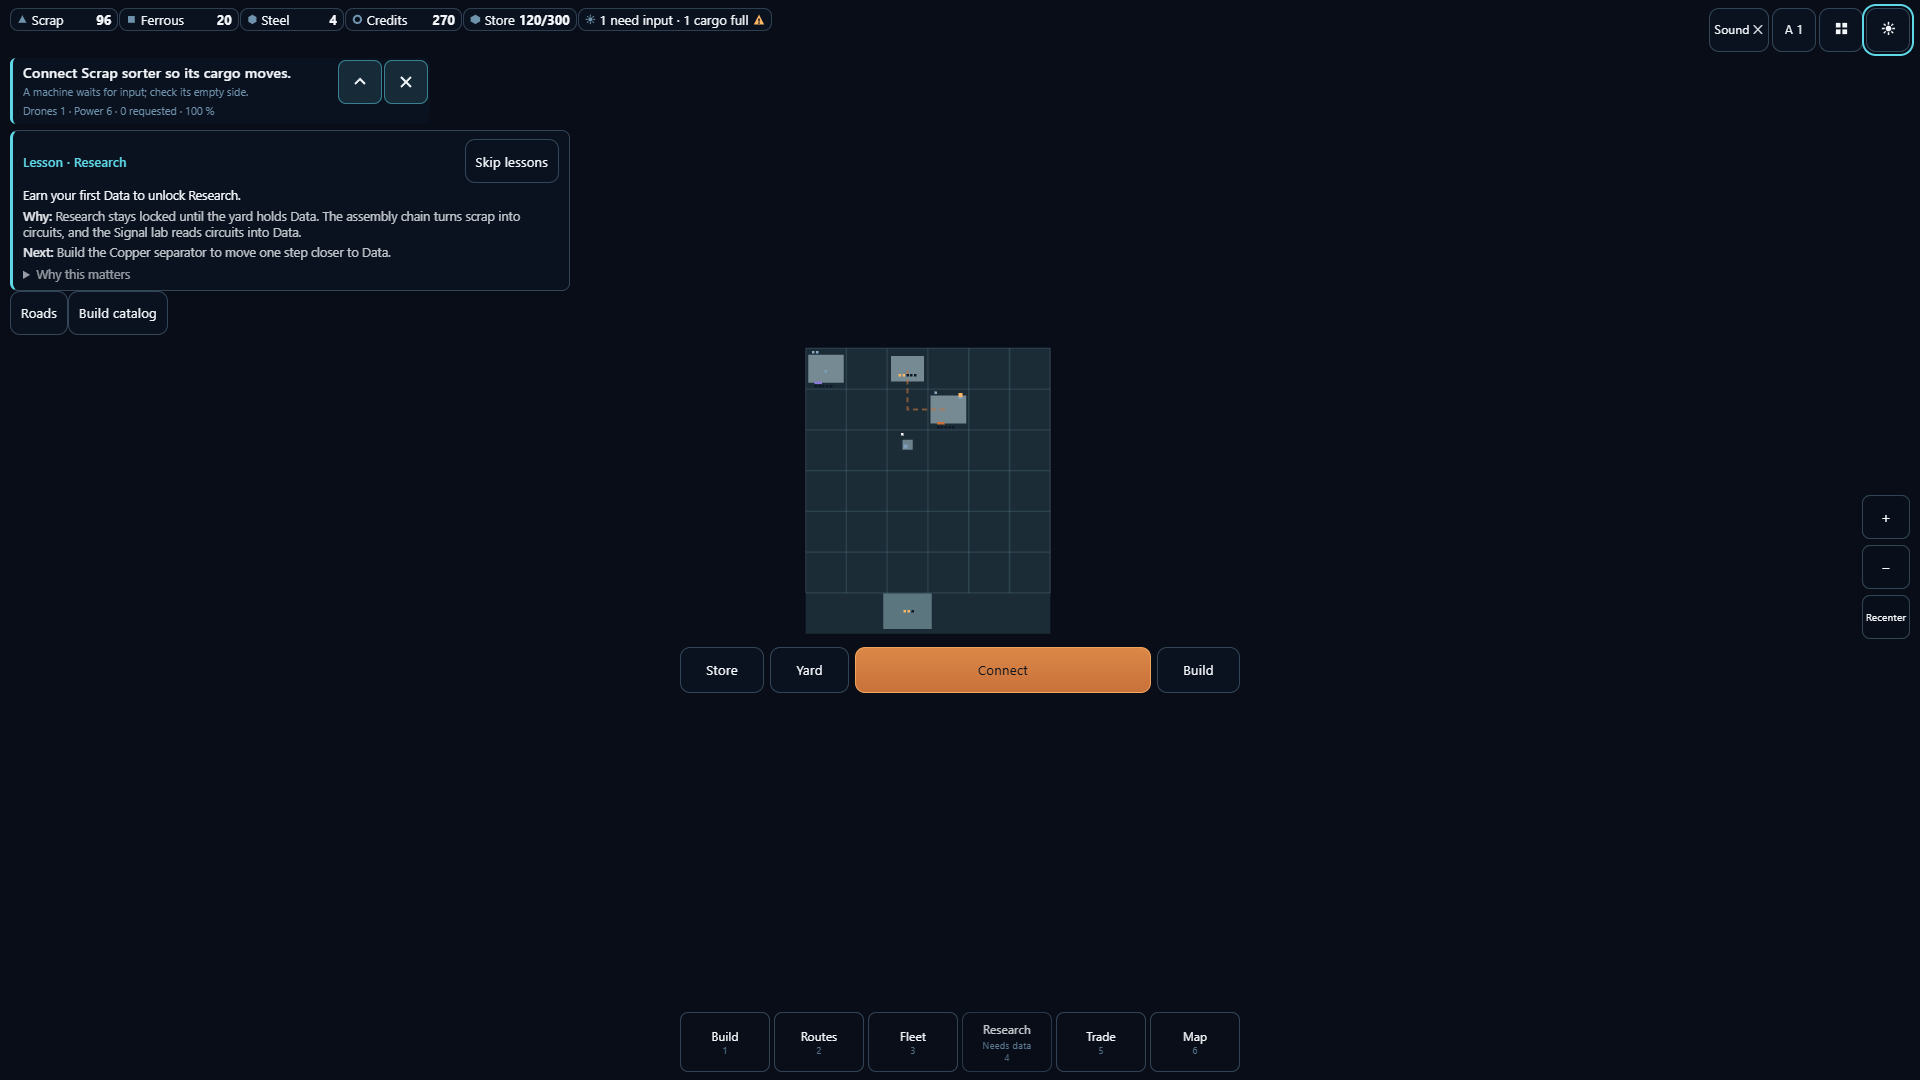 Scrap 96 Ferrous 20 Steel 4 Credits 270 Store 120/300 1 need input · 1 cargo full
Sound A 1
Connect Scrap sorter so its cargo moves.
A machine waits for input; check its empty side.
Drones 1 · Power 6 · 0 requested · 100 %
Lesson · Research
Skip lessons
Earn your first Data to unlock Research.
Why: Research stays locked until the yard holds Data. The assembly chain turns scrap into
circuits, and the Signal lab reads circuits into Data.
Next: Build the Copper separator to move one step closer to Data.
Why this matters
Roads Build catalog
+
−
Recenter
Store Yard Connect Build
Build Routes Fleet Research Trade Map
Needs data
1 2 3 4 5 6